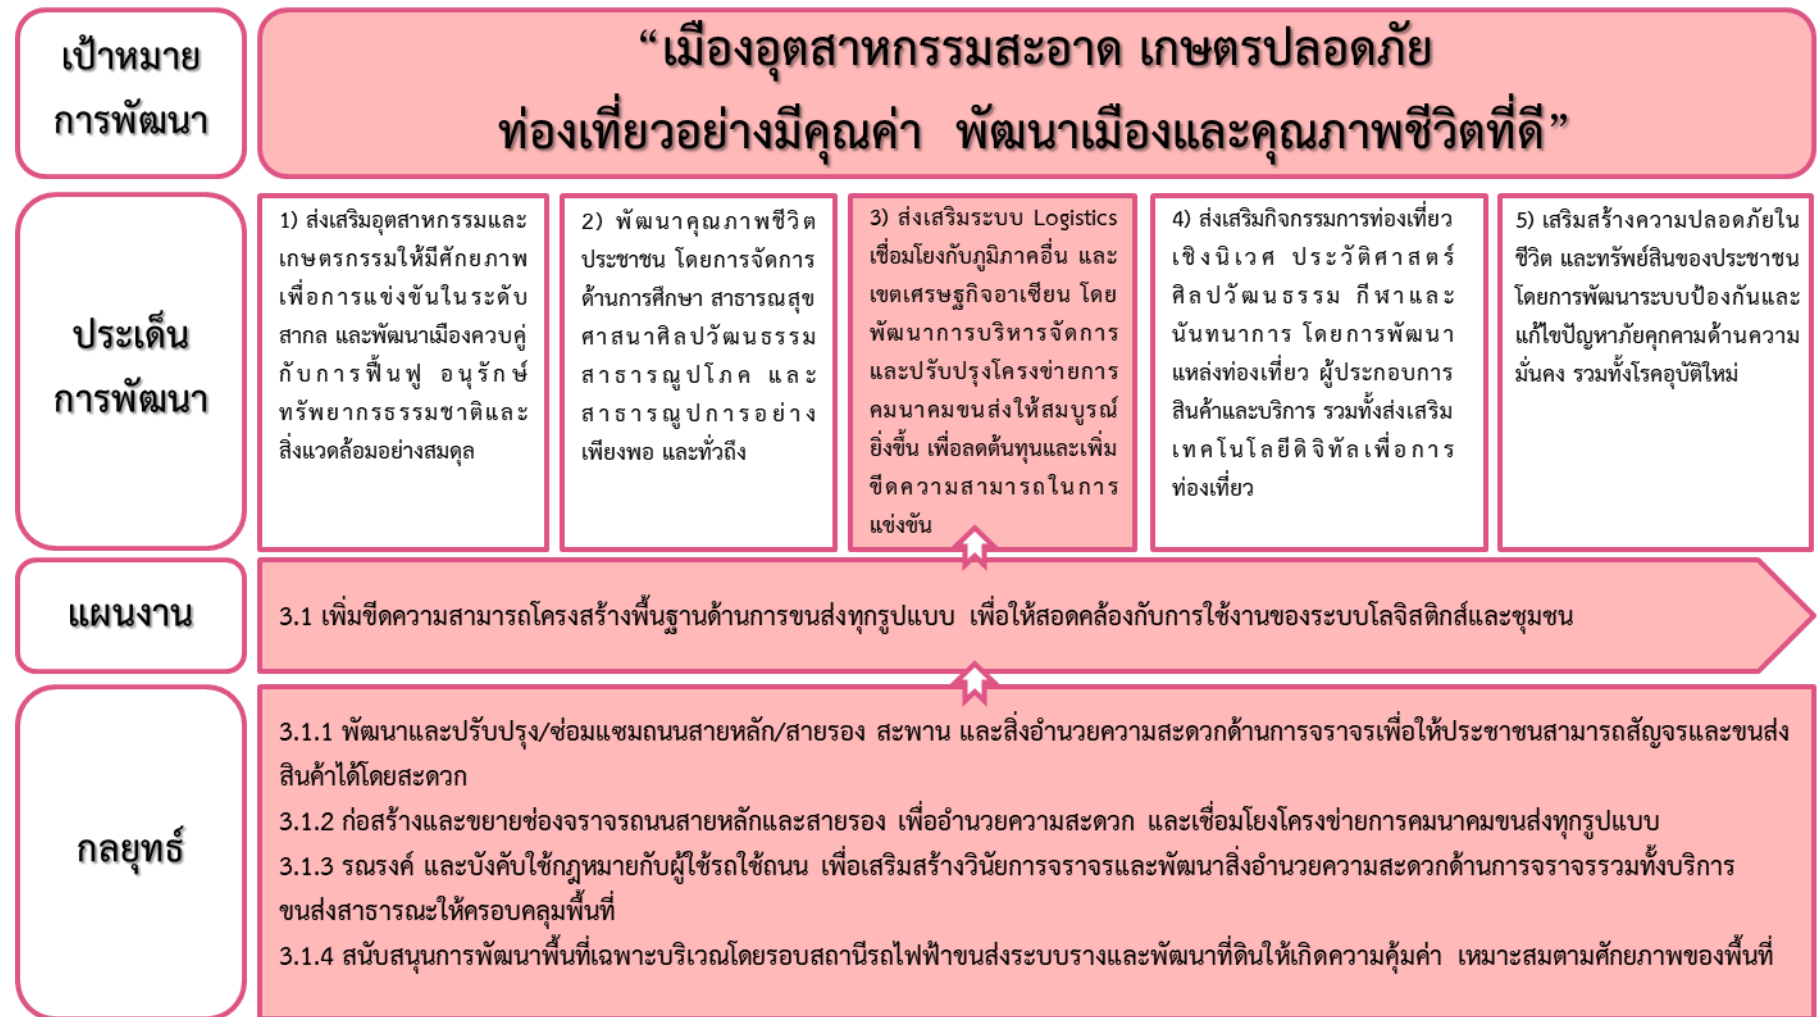 เป้าหมาย
การพัฒนา
“เมืองอุตสาหกรรมสะอาด เกษตรปลอดภัย
ท่องเที่ยวอย่างมีคุณค่า พัฒนาเมืองและคุณภาพชีวิตที่ดี”
ประเด็น
การพัฒนา
1) ส่งเสริมอุตสาหกรรมและ
เกษตรกรรมให้มีศักยภาพ
เพื่อการแข่งขันในระดับ
สากล และพัฒนาเมืองควบคู่
กับการฟื้นฟู อนุรักษ์
ทรัพยากรธรรมชาติและ
สิ่งแวดล้อมอย่างสมดุล
2) พัฒนาคุณภาพชีวิต
ประชาชน โดยการจัดการ
ด้านการศึกษา สาธารณสุข
ศาสนาศิลปวัฒนธรรม
สาธารณูปโภค และ
สาธารณูปการอย่าง
เพียงพอ และทั่วถึง
3) ส่งเสริมระบบ Logistics
เชื่อมโยงกับภูมิภาคอื่น และ
เขตเศรษฐกิจอาเซียน โดย
พัฒนาการบริหารจัดการ
และปรับปรุงโครงข่ายการ
คมนาคมขนส่งให้สมบูรณ์
ยิ่งขึ้น เพื่อลดต้นทุนและเพิ่ม
ขีดความสามารถในการ
แข่งขัน
4) ส่งเสริมกิจกรรมการท่องเที่ยว
เชิงนิเวศ ประวัติศาสตร์
ศิลปวัฒนธรรม กีฬาและ
นันทนาการ โดยการพัฒนา
แหล่งท่องเที่ยว ผู้ประกอบการ
สินค้าและบริการ รวมทั้งส่งเสริม
เทคโนโลยีดิจิทัลเพื่อการ
ท่องเที่ยว
5) เสริมสร้างความปลอดภัยใน
ชีวิต และทรัพย์สินของประชาชน
โดยการพัฒนาระบบป้องกันและ
แก้ไขปัญหาภัยคุกคามด้านความ
มั่นคง รวมทั้งโรคอุบัติใหม่
แผนงาน
3.1 เพิ่มขีดความสามารถโครงสร้างพื้นฐานด้านการขนส่งทุกรูปแบบ เพื่อให้สอดคล้องกับการใช้งานของระบบโลจิสติกส์และชุมชน
กลยุทธ์
3.1.1 พัฒนาและปรับปรุง/ซ่อมแซมถนนสายหลัก/สายรอง สะพาน และสิ่งอำนวยความสะดวกด้านการจราจรเพื่อให้ประชาชนสามารถสัญจรและขนส่ง
สินค้าได้โดยสะดวก
3.1.2 ก่อสร้างและขยายช่องจราจรถนนสายหลักและสายรอง เพื่ออำนวยความสะดวก และเชื่อมโยงโครงข่ายการคมนาคมขนส่งทุกรูปแบบ
3.1.3 รณรงค์ และบังคับใช้กฎหมายกับผู้ใช้รถใช้ถนน เพื่อเสริมสร้างวินัยการจราจรและพัฒนาสิ่งอำนวยความสะดวกด้านการจราจรรวมทั้งบริการ
ขนส่งสาธารณะให้ครอบคลุมพื้นที่
3.1.4 สนับสนุนการพัฒนาพื้นที่เฉพาะบริเวณโดยรอบสถานีรถไฟฟ้าขนส่งระบบรางและพัฒนาที่ดินให้เกิดความคุ้มค่า เหมาะสมตามศักยภาพของพื้นที่